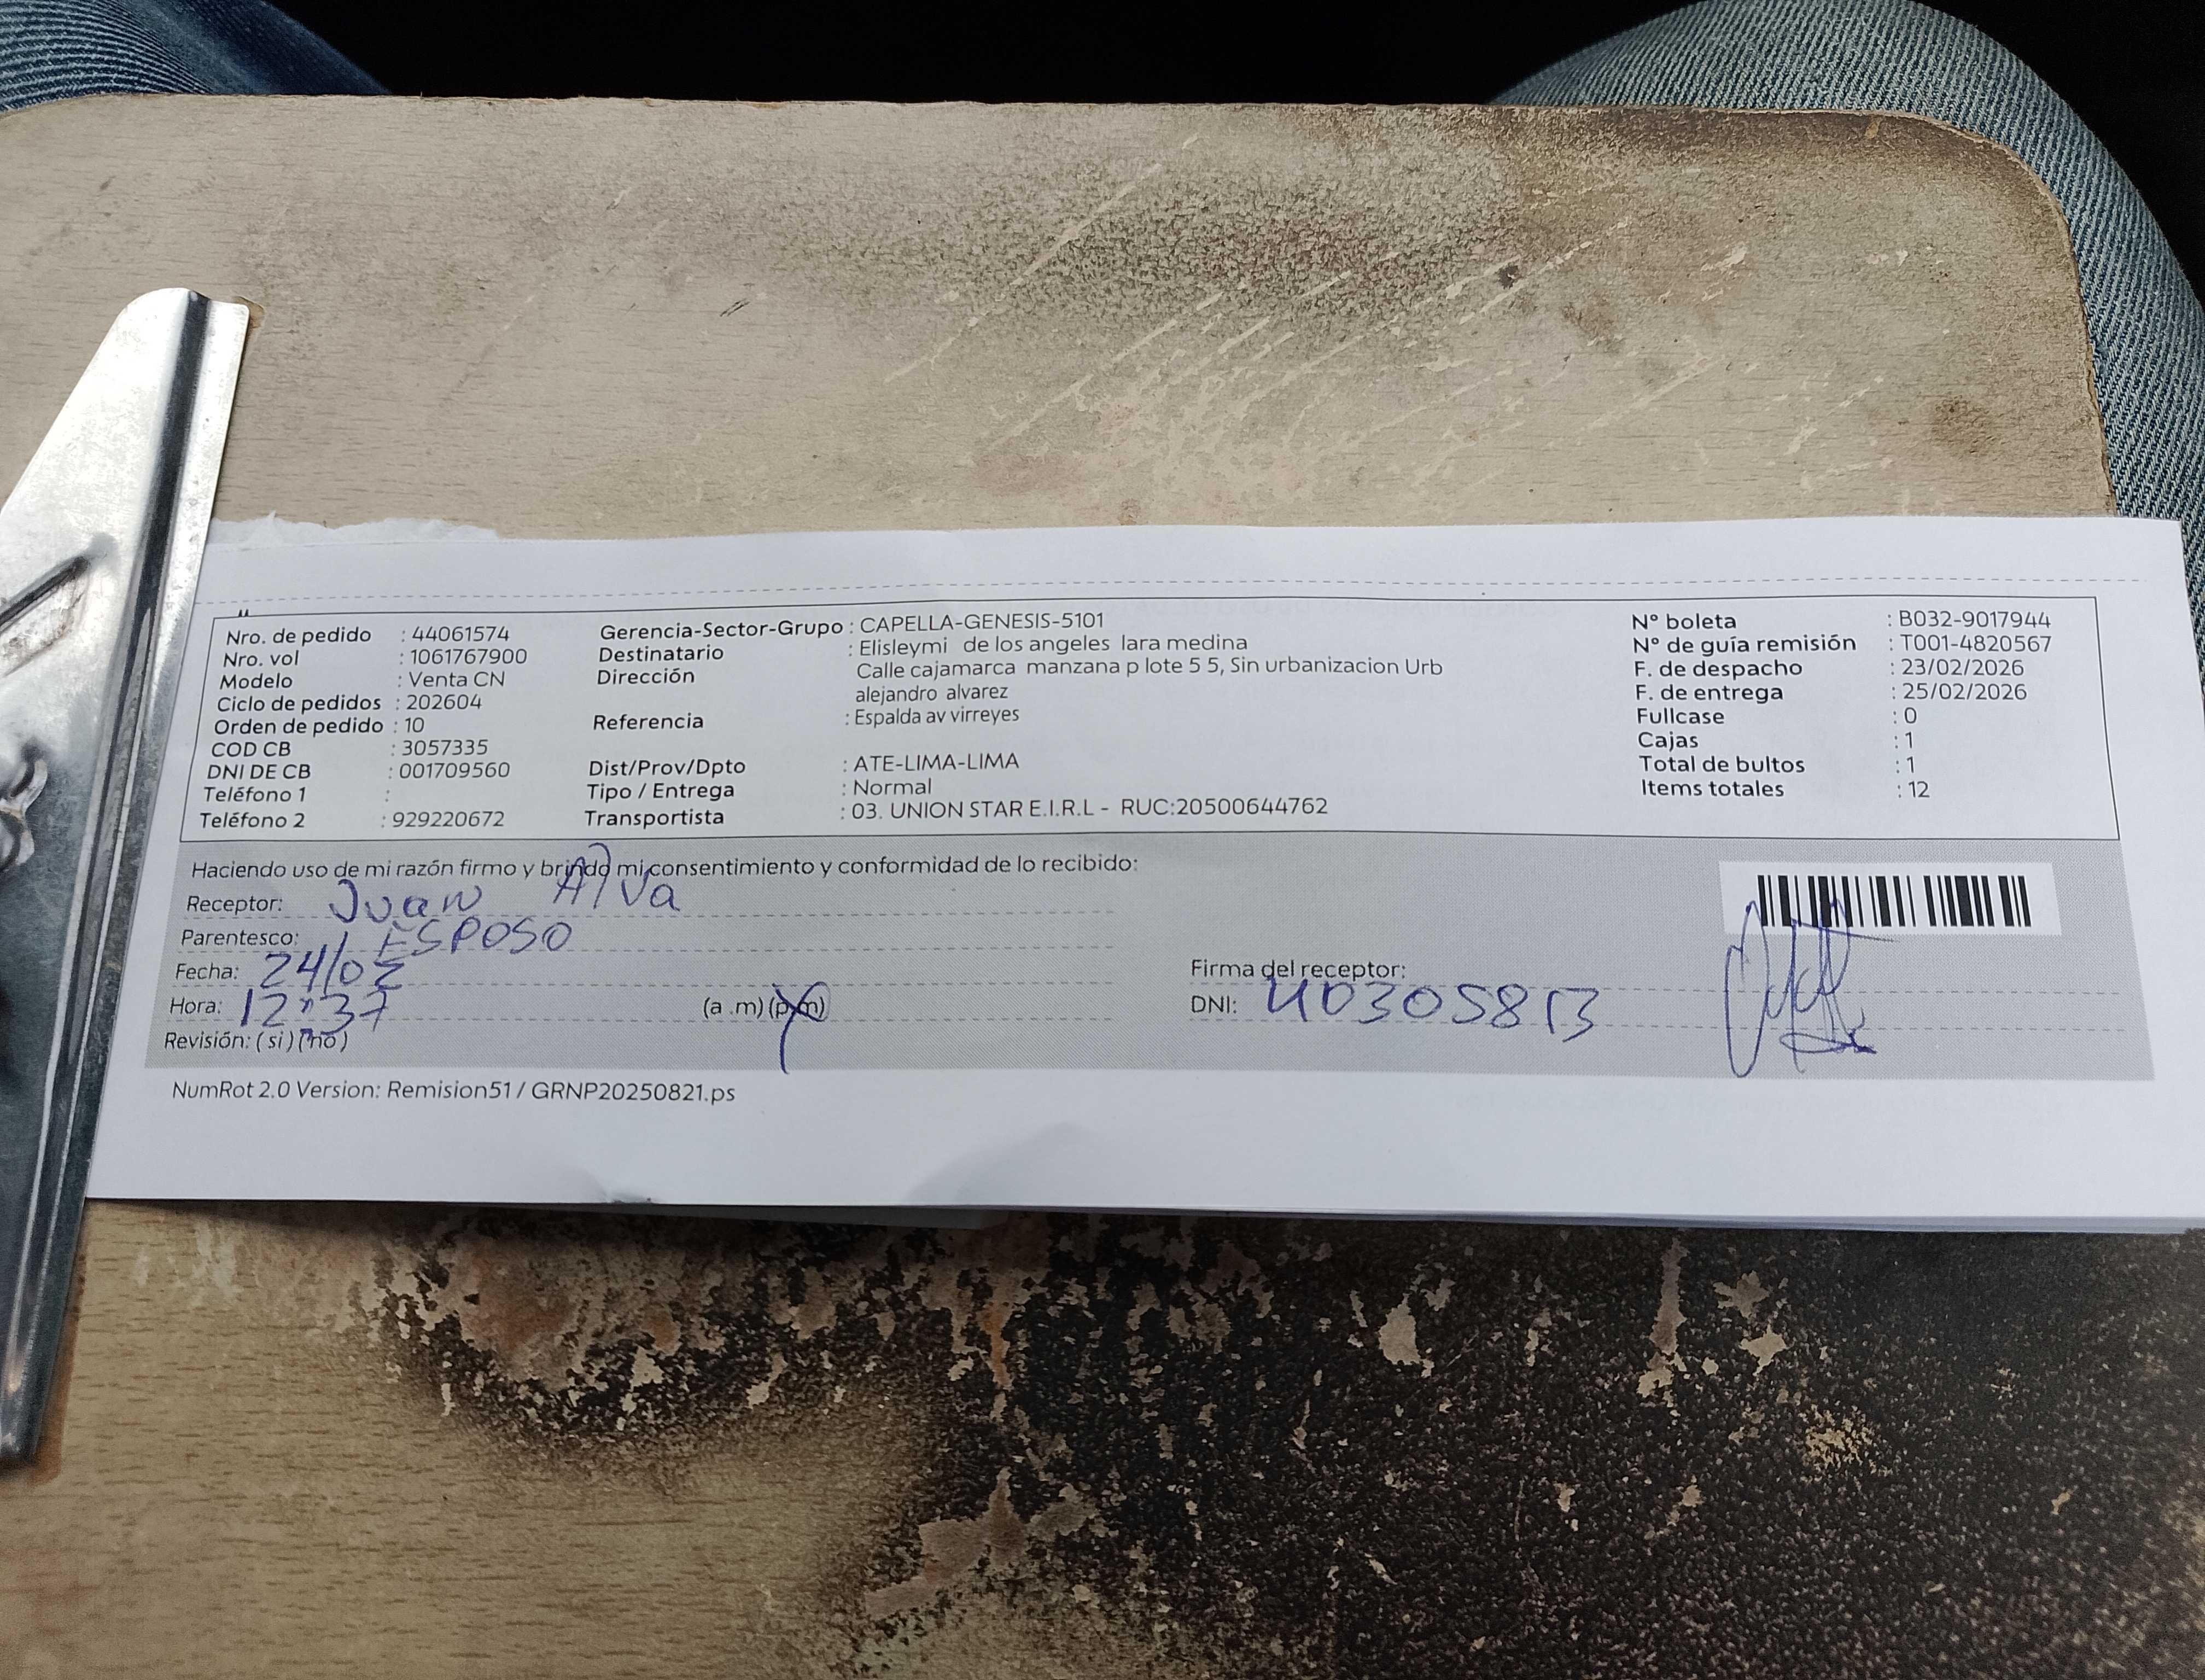 Nro. de pedido : 44061574
Nro. vol : 1061767900
Modelo : Venta CN
Ciclo de pedidos : 202604
Orden de pedido : 10
COD CB : 3057335
DNI DE CB : 001709560
Teléfono 1 :
Teléfono 2 : 929220672
Gerencia-Sector-Grupo : CAPELLA-GENESIS-5101
Destinatario : Elisleymi de los angeles lara medina
Dirección Calle cajamarca manzana p lote 5 5, Sin urbanizacion Urb
alejandro alvarez
Referencia : Espalda av virreyes
Dist/Prov/Dpto : ATE-LIMA-LIMA
Tipo / Entrega : Normal
Transportista : 03. UNION STAR E.I.R.L - RUC:20500644762
N° boleta : B032-9017944
N° de guía remisión : T001-4820567
F. de despacho : 23/02/2026
F. de entrega : 25/02/2026
Fullcase : 0
Cajas : 1
Total de bultos : 1
Items totales : 12
Haciendo uso de mi razón firmo y brindo mi consentimiento y conformidad de lo recibido:
Receptor: Juan Alva
Parentesco: ESPOSO
Fecha: 24/02
Hora: 12:37 (a .m) (p.m)
Revisión: ( si ) ( no )
Firma del receptor:
DNI:
NumRot 2.0 Version: Remision51 / GRNP20250821.ps